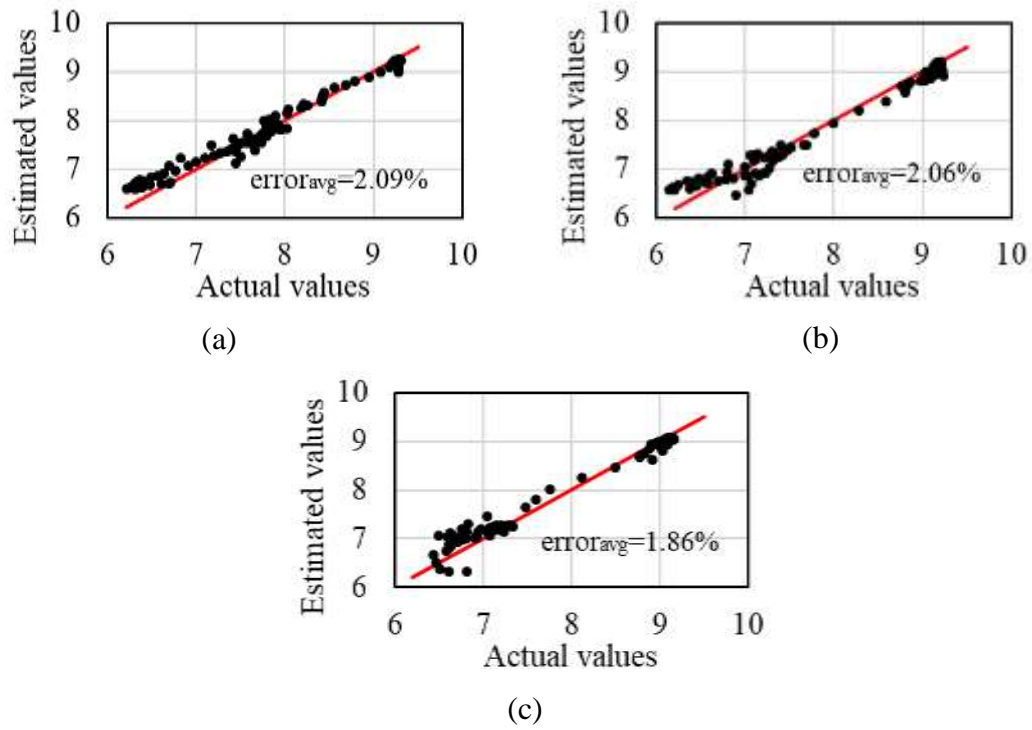 10
9
8
7
6
Estimated values
error_avg=2.09%
6 7 8 9 10
Actual values
(a)
10
9
8
7
6
Estimated values
error_avg=2.06%
6 7 8 9 10
Actual values
(b)
10
9
8
7
6
Estimated values
error_avg=1.86%
6 7 8 9 10
Actual values
(c)